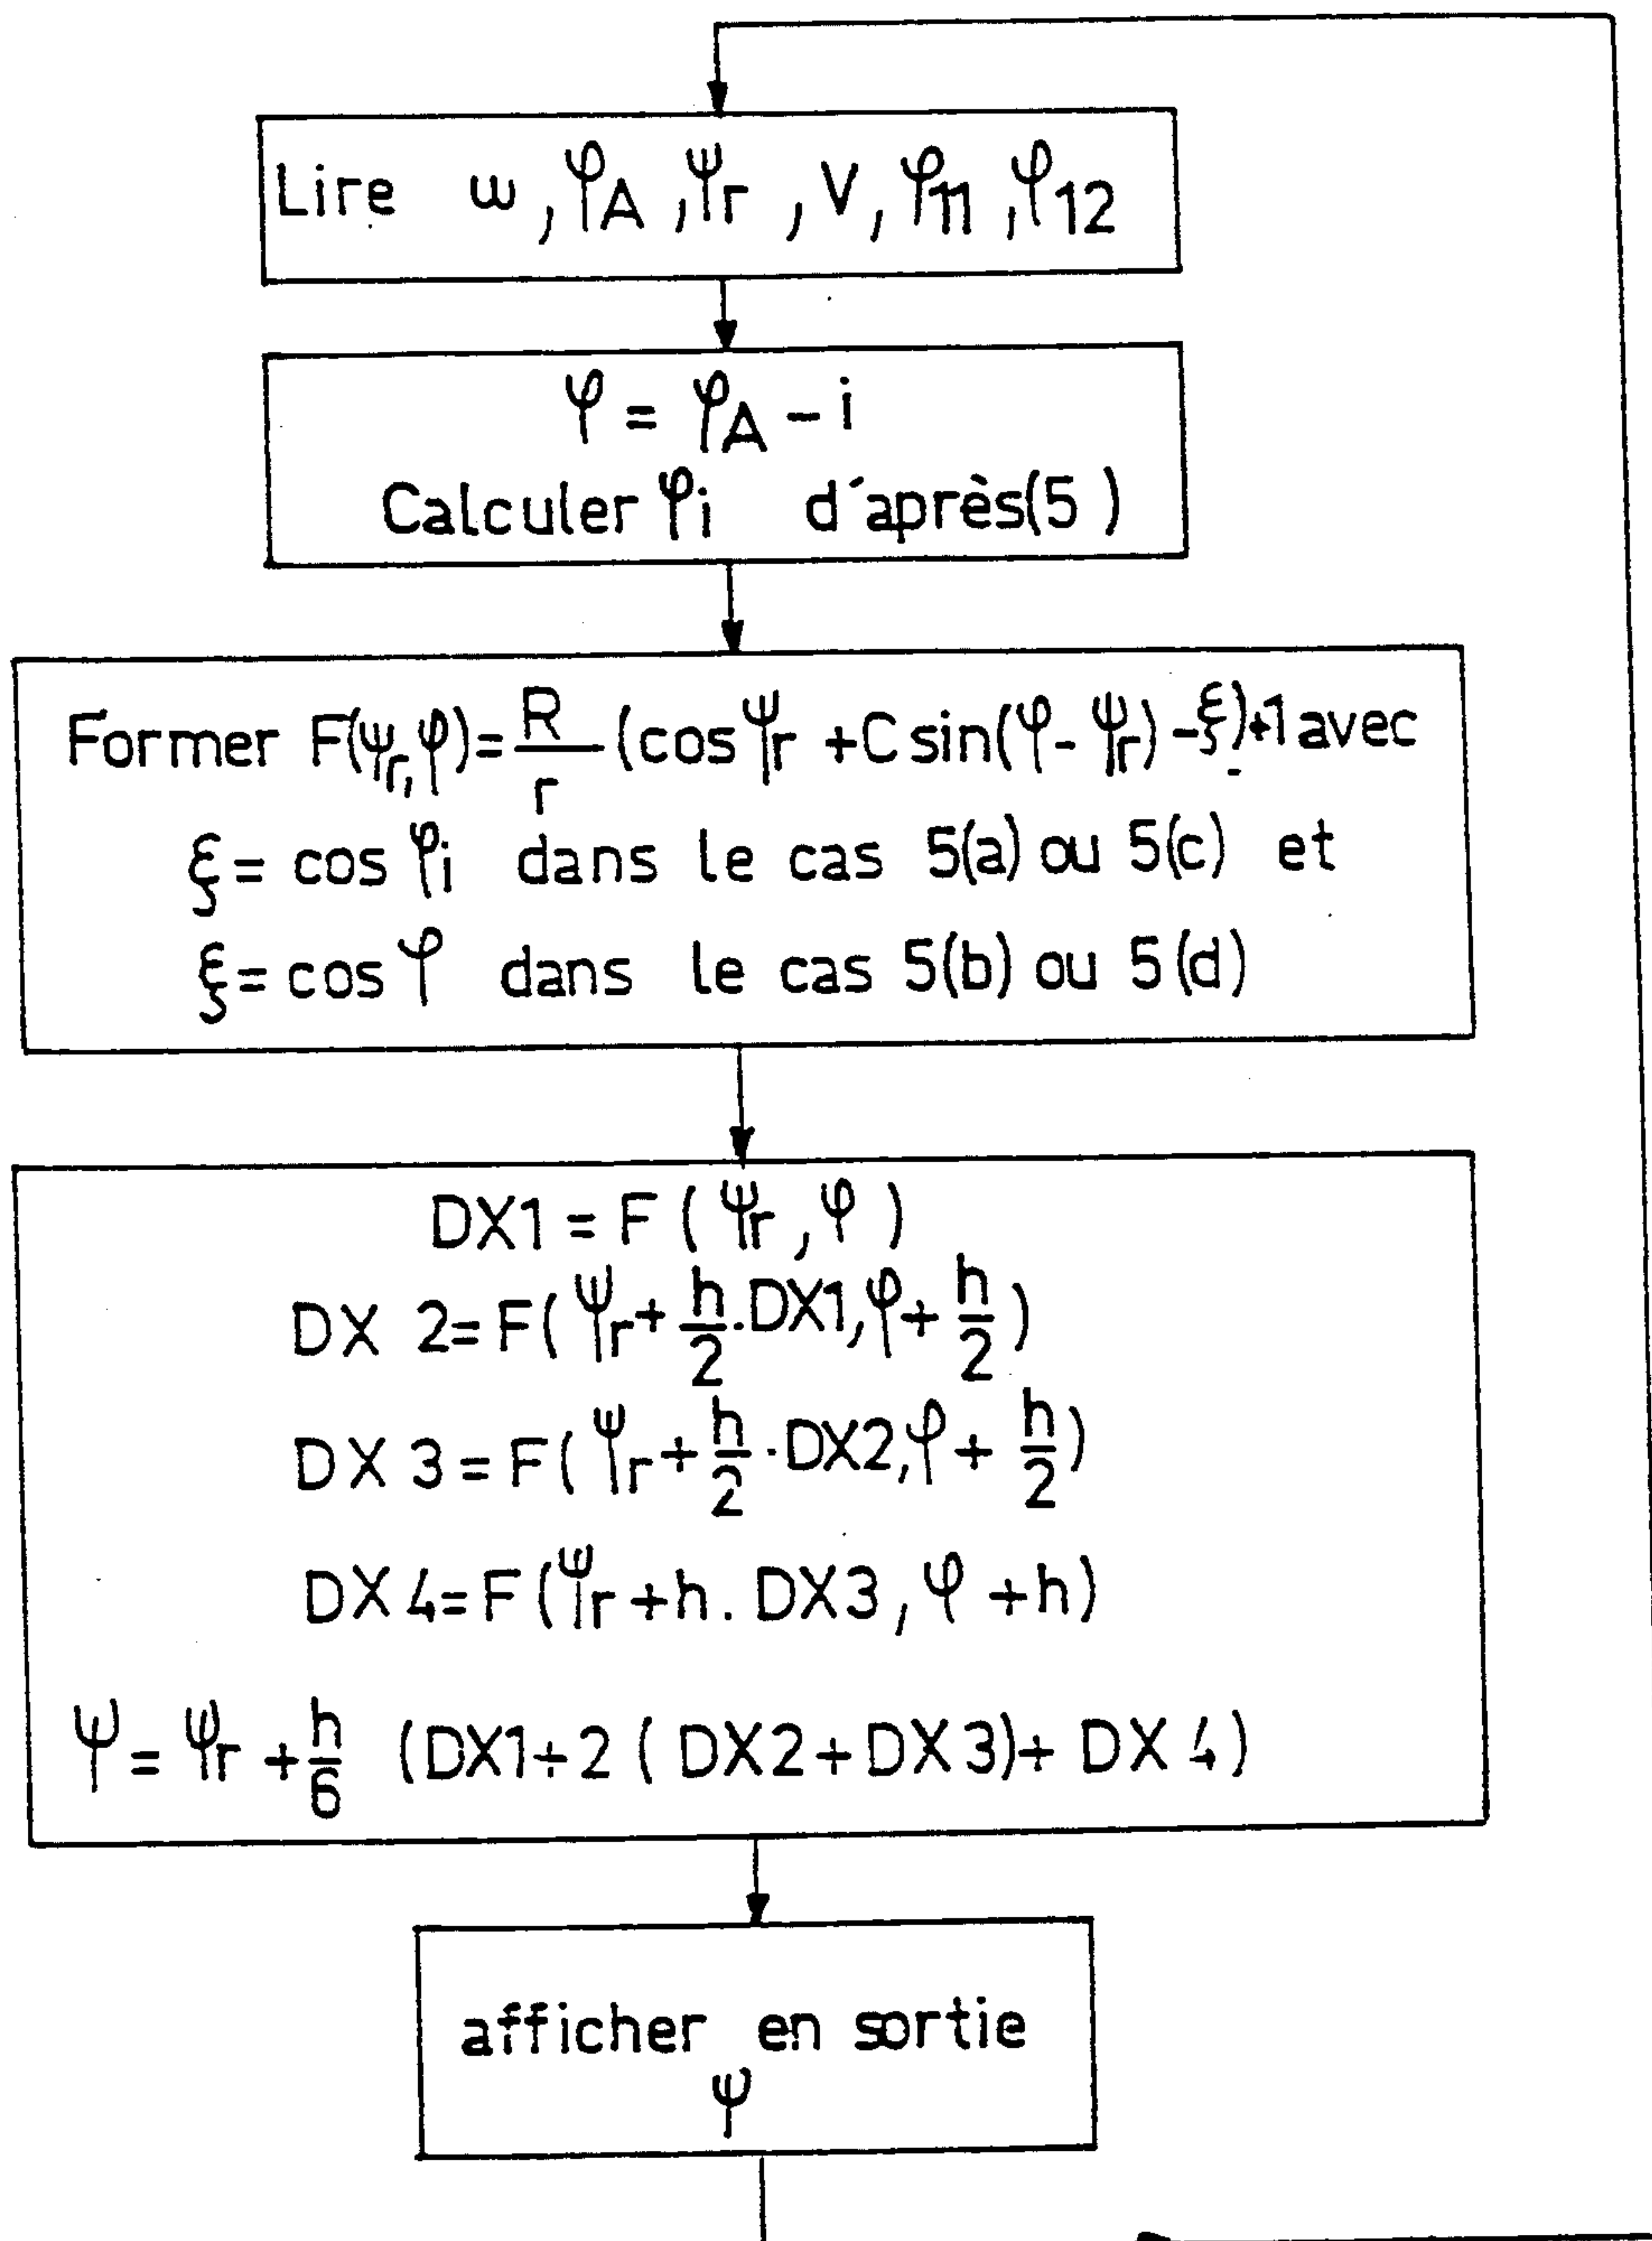 Lire ω, φA, ψr, V, φ11, φ12
φ = φA - i
Calculer φi d'après(5)
Former F(ψr, φ) = R/r (cos ψr + C sin(φ - ψr) - ξ) + 1 avec
ξ = cos φi dans le cas 5(a) ou 5(c) et
ξ = cos φ dans le cas 5(b) ou 5(d)
DX1 = F(ψr, φ)
DX 2 = F(ψr + h/2 . DX1, φ + h/2)
DX 3 = F(ψr + h/2 . DX2, φ + h/2)
DX 4 = F(ψr + h . DX3, φ + h)
ψ = ψr + h/6 (DX1 + 2 (DX2 + DX 3) + DX 4)
afficher en sortie
ψ